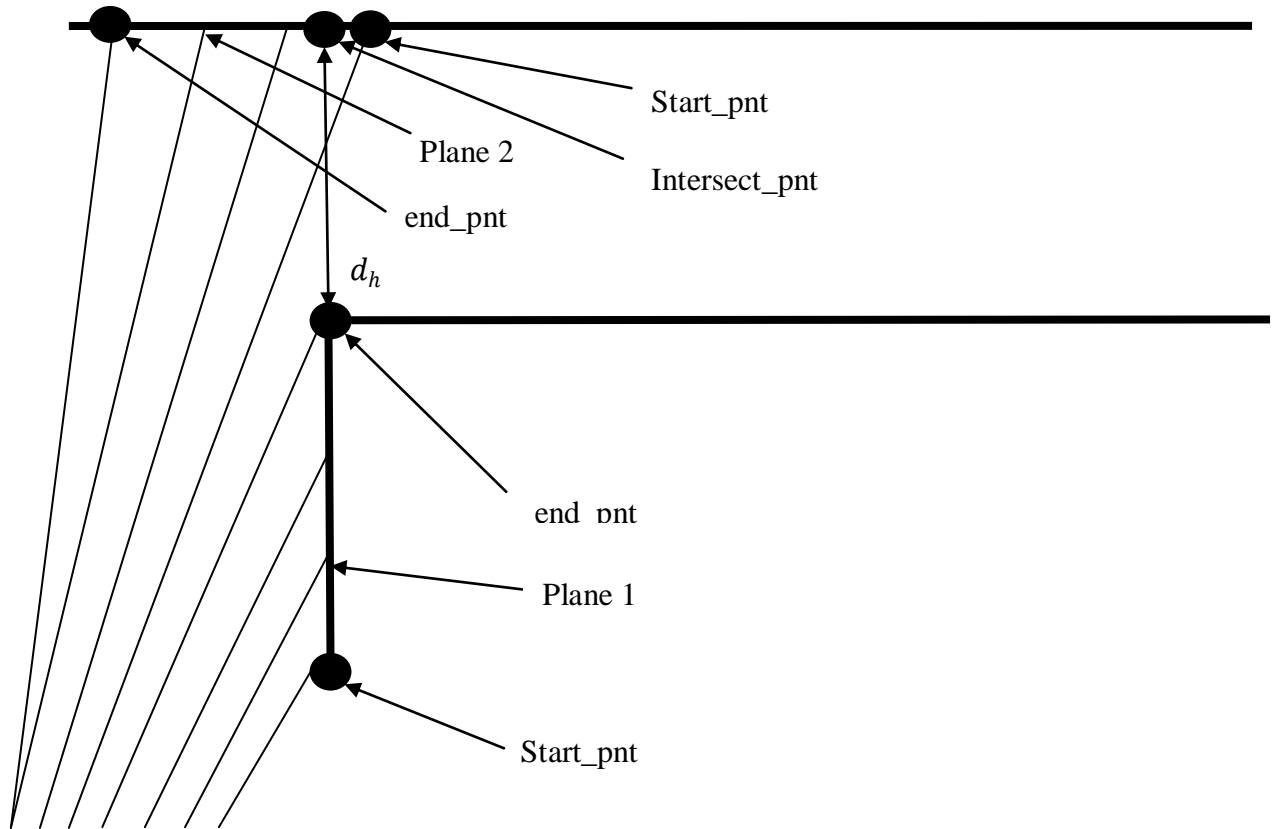 Start_pnt
Plane 2
Intersect_pnt
end_pnt
d_h
end_pnt
Plane 1
Start_pnt